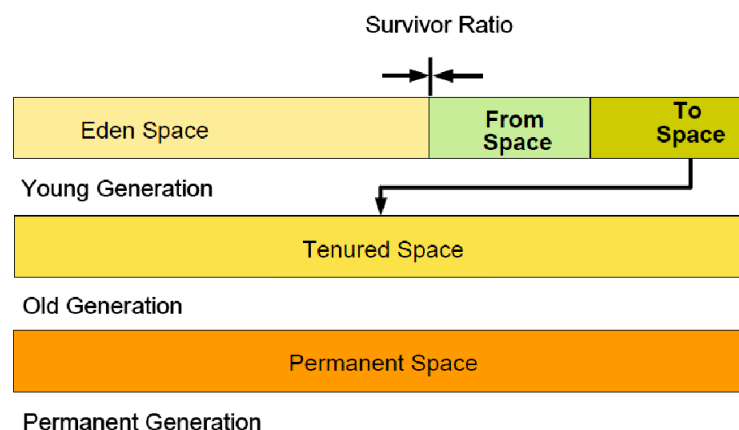 Survivor Ratio
Eden Space
From
Space
To
Space
Young Generation
Tenured Space
Old Generation
Permanent Space
Permanent Generation